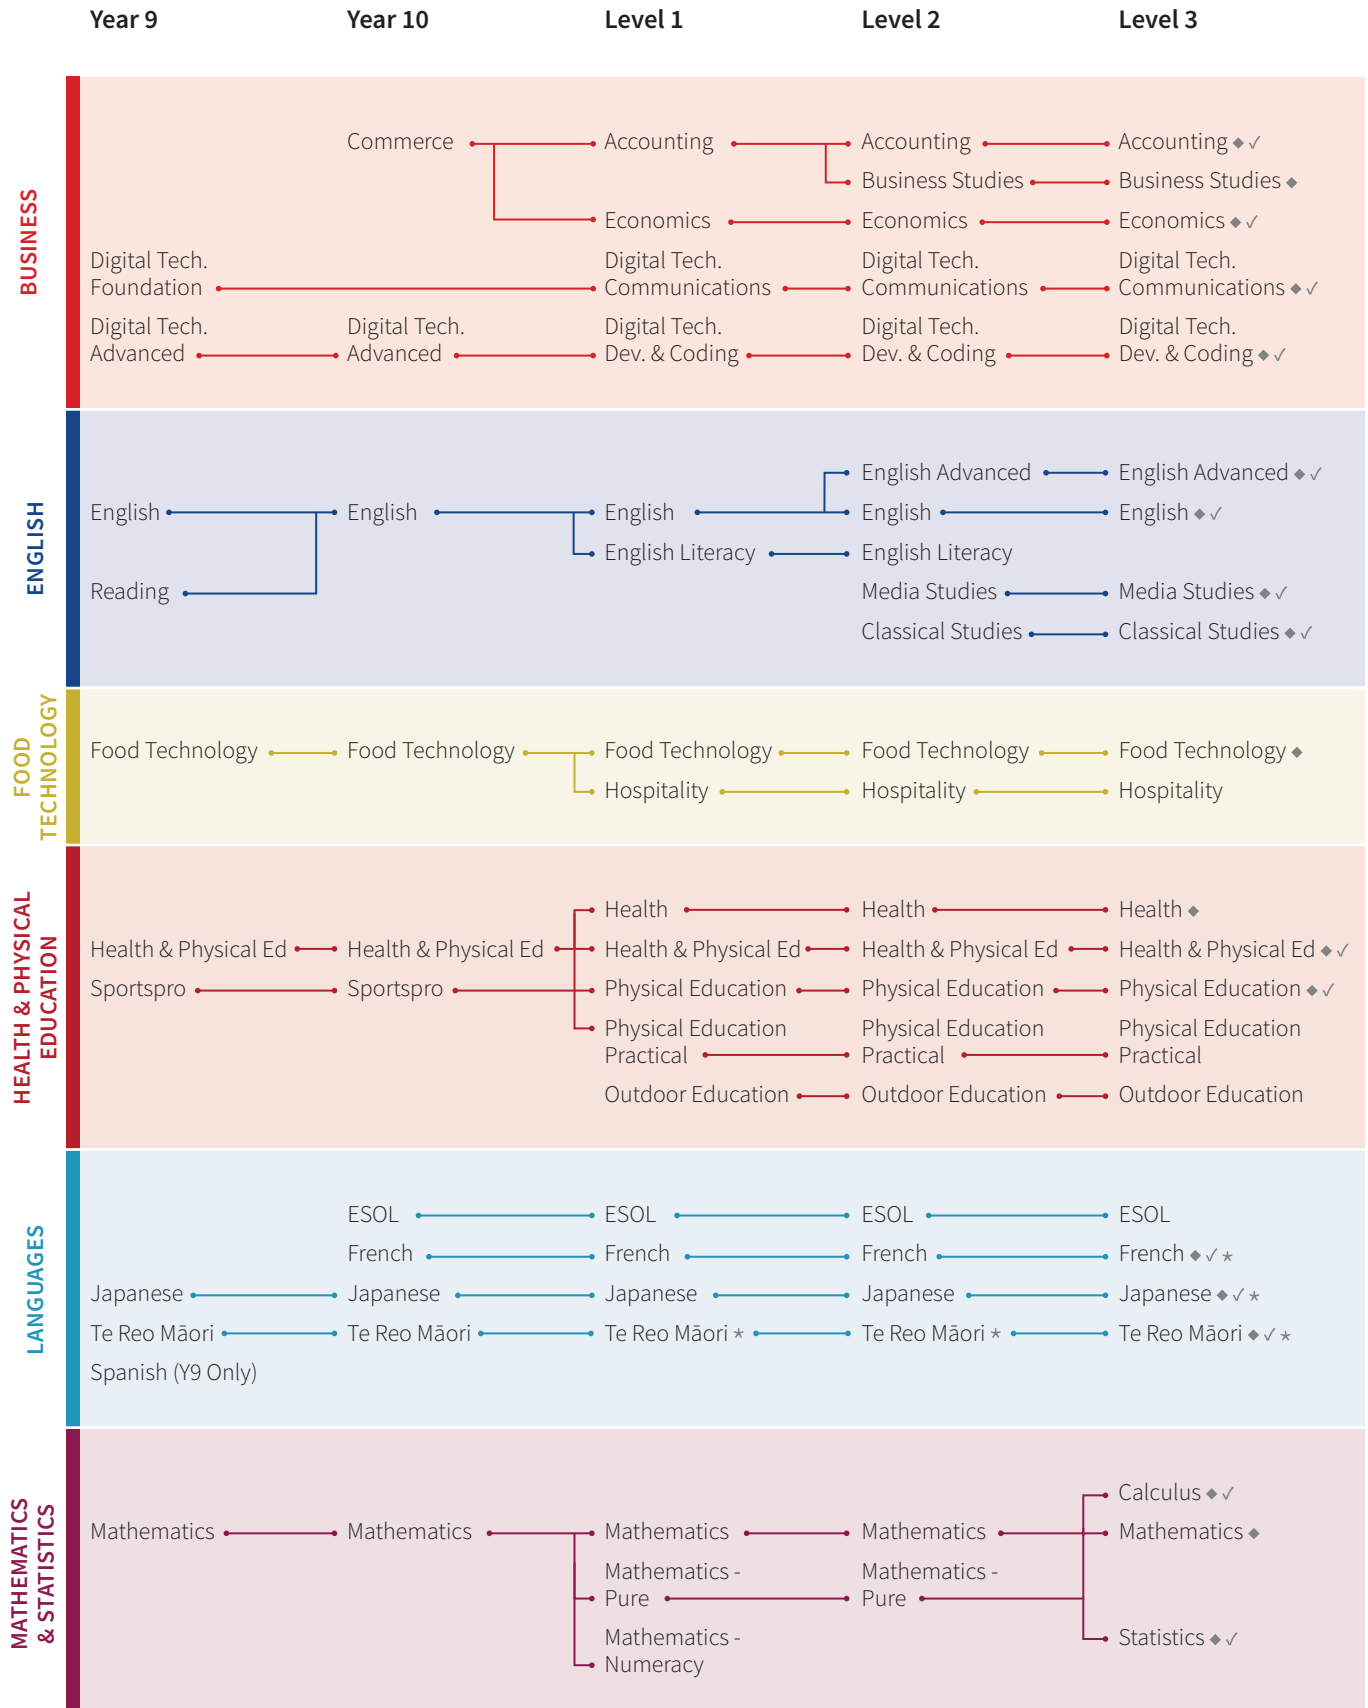 Year 9 Year 10 Level 1 Level 2 Level 3
BUSINESS
Commerce Accounting Accounting Accounting ◆ ✓
Business Studies Business Studies ◆
Economics Economics Economics ◆ ✓
Digital Tech. Digital Tech. Digital Tech. Digital Tech.
Foundation Communications Communications Communications ◆ ✓
Digital Tech. Digital Tech. Digital Tech. Digital Tech. Digital Tech.
Advanced Advanced Dev. & Coding Dev. & Coding Dev. & Coding ◆ ✓
ENGLISH
English Advanced English Advanced ◆ ✓
English English English English English ◆ ✓
English Literacy English Literacy
Reading Media Studies Media Studies ◆ ✓
Classical Studies Classical Studies ◆ ✓
FOOD
TECHNOLOGY
Food Technology Food Technology Food Technology Food Technology Food Technology ◆
Hospitality Hospitality Hospitality
HEALTH & PHYSICAL
EDUCATION
Health Health Health ◆
Health & Physical Ed Health & Physical Ed Health & Physical Ed Health & Physical Ed Health & Physical Ed ◆ ✓
Sportspro Sportspro Physical Education Physical Education Physical Education ◆ ✓
Physical Education Physical Education Physical Education
Practical Practical Practical
Outdoor Education Outdoor Education Outdoor Education
LANGUAGES
ESOL ESOL ESOL ESOL
French French French French ◆ ✓ *
Japanese Japanese Japanese Japanese Japanese ◆ ✓ *
Te Reo Māori Te Reo Māori Te Reo Māori * Te Reo Māori * Te Reo Māori ◆ ✓ *
Spanish (Y9 Only)
MATHEMATICS
& STATISTICS
Calculus ◆ ✓
Mathematics Mathematics Mathematics Mathematics Mathematics ◆
Mathematics - Mathematics -
Pure Pure
Mathematics - Statistics ◆ ✓
Numeracy